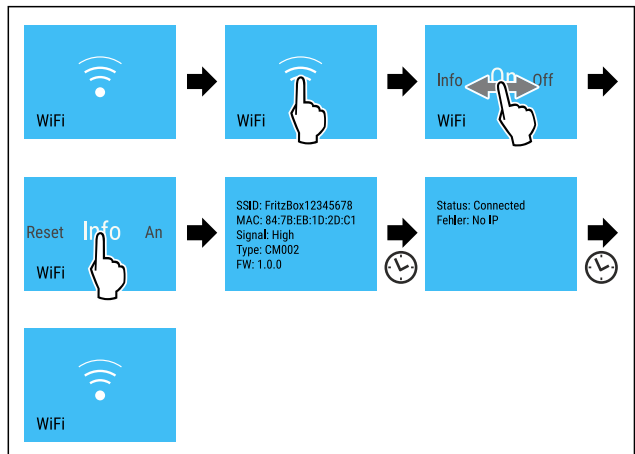 WiFi
WiFi
Info On Off
WiFi
Reset Info An
WiFi
SSID: FritzBox12345678
MAC: 84:7B:EB:1D:2D:C1
Signal: High
Type: CM002
FW: 1.0.0
Status: Connected
Fehler: No IP
WiFi